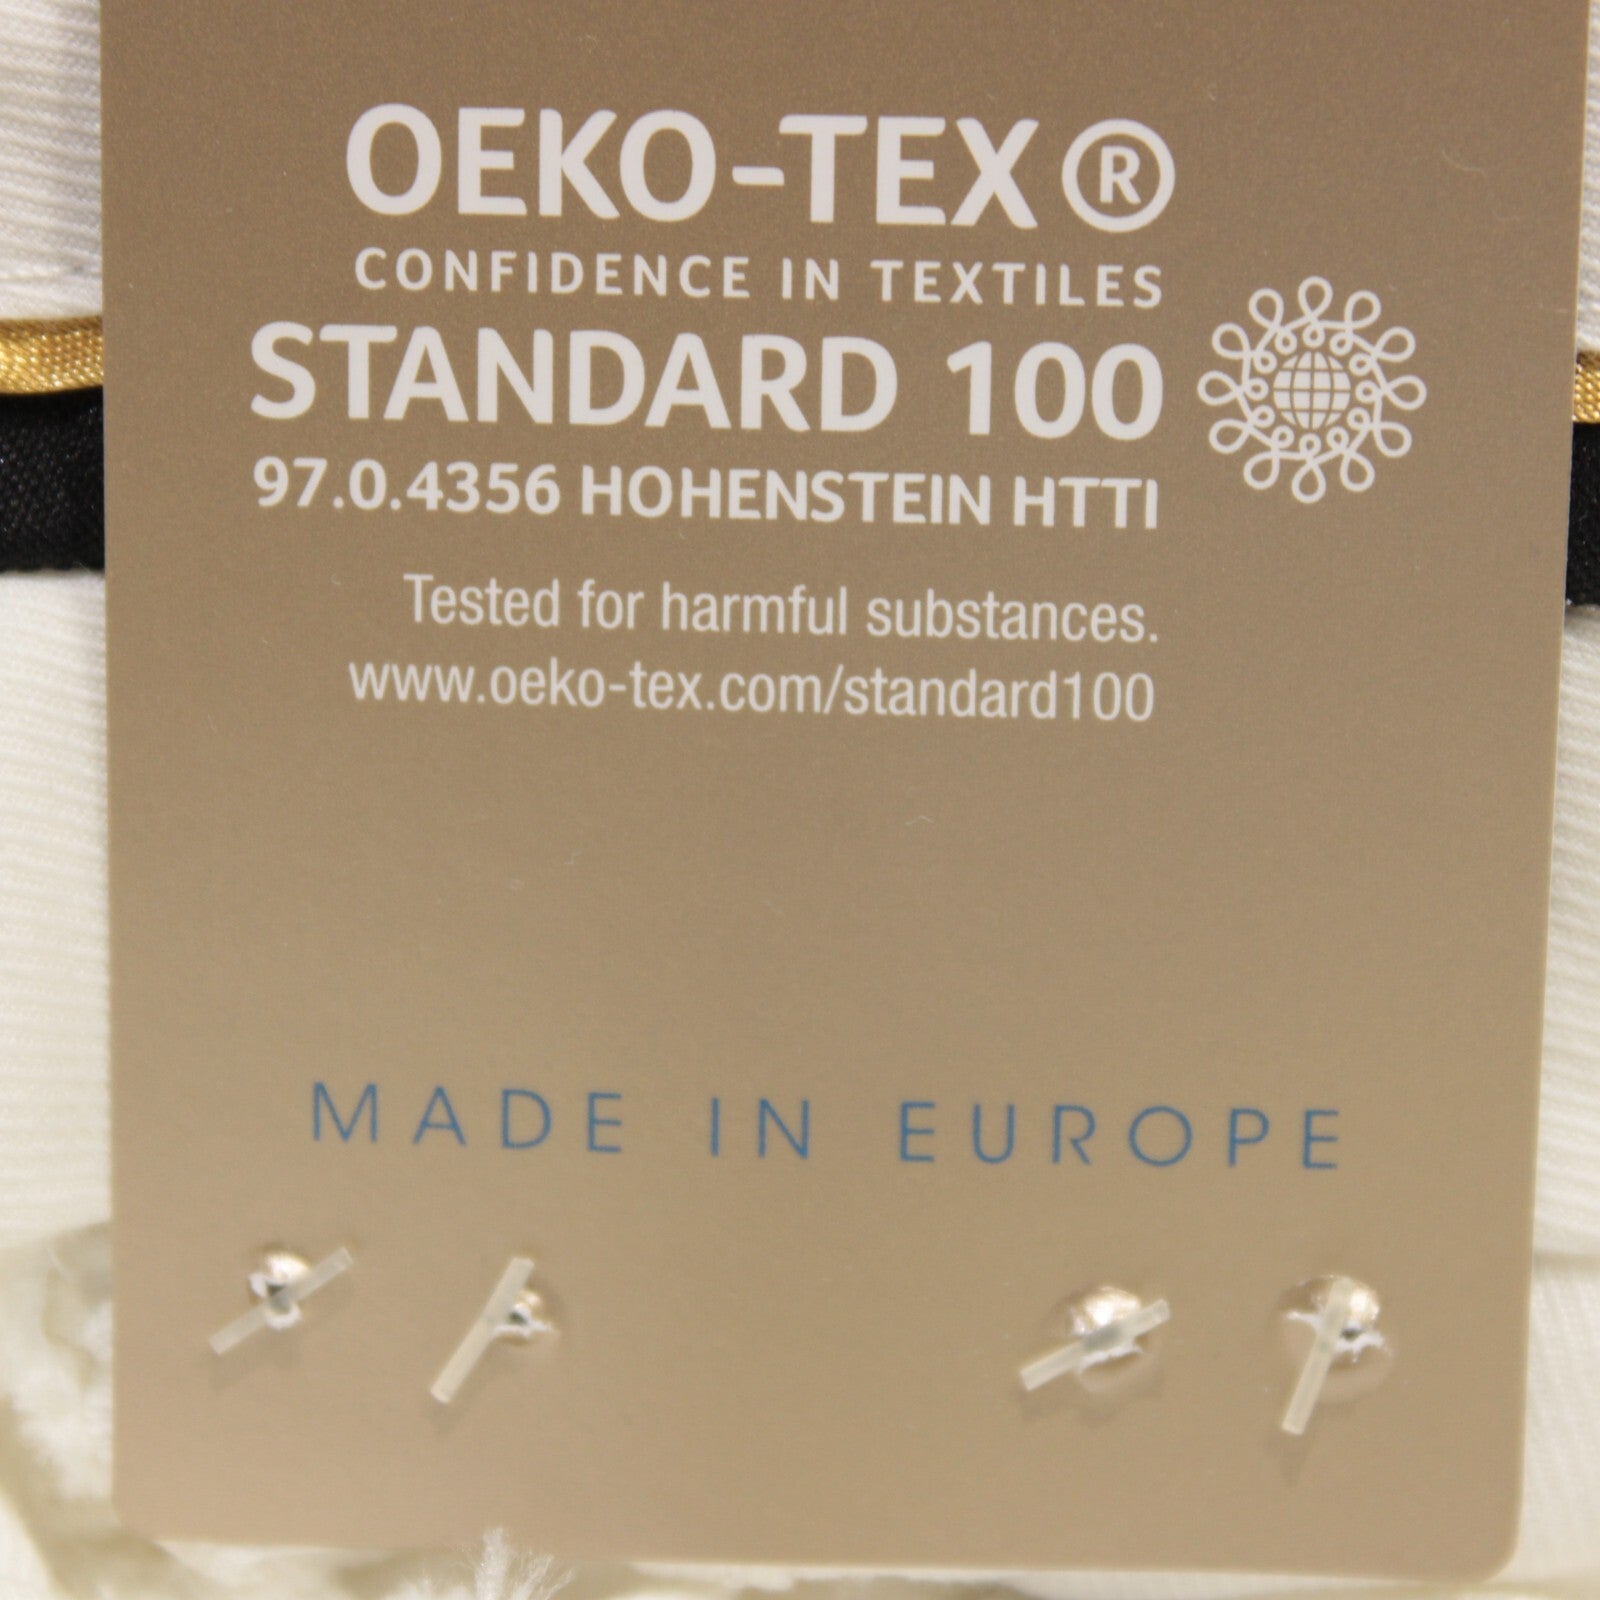 OEKO-TEX®
CONFIDENCE IN TEXTILES
STANDARD 100
97.0.4356 HOHENSTEIN HTTI
Tested for harmful substances.
www.oeko-tex.com/standard100
MADE IN EUROPE